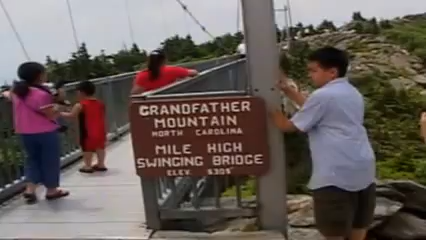 GRANDFATHER
MOUNTAIN
NORTH CAROLINA
MILE HIGH
SWINGING BRIDGE
ELEV. 5305'